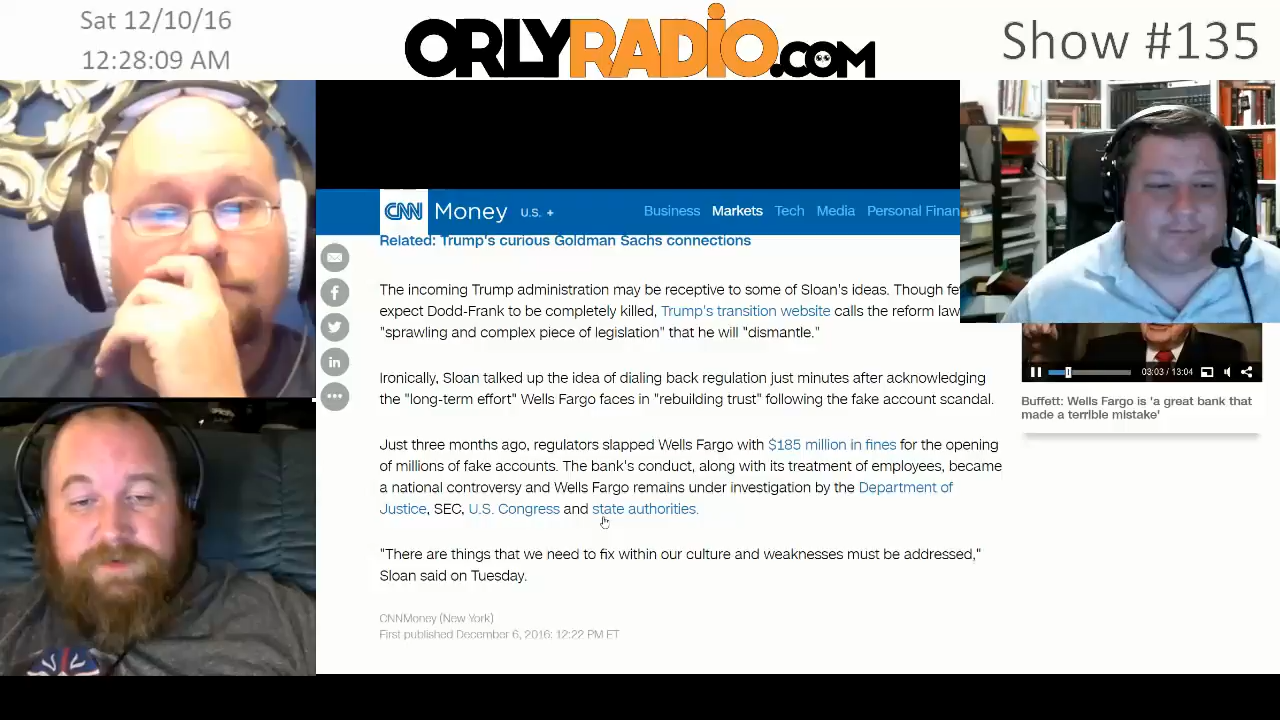 Sat 12/10/16
12:28:09 AM
ORLYRADiO.COM
Show #135
CNN Money U.S. + Business Markets Tech Media Personal Finan
Related: Trump's curious Goldman Sachs connections
The incoming Trump administration may be receptive to some of Sloan's ideas. Though fe
expect Dodd-Frank to be completely killed, Trump's transition website calls the reform law
"sprawling and complex piece of legislation" that he will "dismantle."
Ironically, Sloan talked up the idea of dialing back regulation just minutes after acknowledging
the "long-term effort" Wells Fargo faces in "rebuilding trust" following the fake account scandal.
Just three months ago, regulators slapped Wells Fargo with $185 million in fines for the opening
of millions of fake accounts. The bank's conduct, along with its treatment of employees, became
a national controversy and Wells Fargo remains under investigation by the Department of
Justice, SEC, U.S. Congress and state authorities.
"There are things that we need to fix within our culture and weaknesses must be addressed,"
Sloan said on Tuesday.
CNNMoney (New York)
First published December 6, 2016: 12:22 PM ET
f
in
03:03 / 13:04
Buffett: Wells Fargo is 'a great bank that
made a terrible mistake'